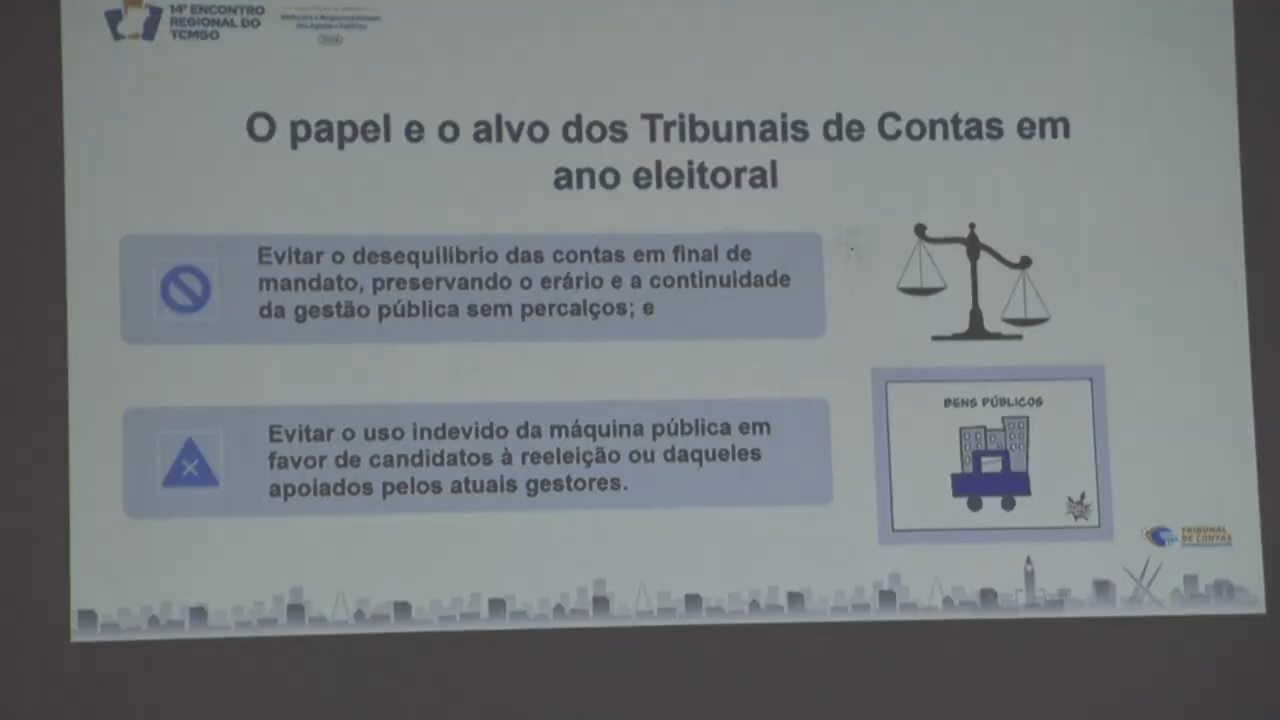 14º ENCONTRO
REGIONAL DO
TCMGO
O papel e o alvo dos Tribunais de Contas em
ano eleitoral
Evitar o desequilíbrio das contas em final de
mandato, preservando o erário e a continuidade
da gestão pública sem percalços; e
Evitar o uso indevido da máquina pública em
favor de candidatos à reeleição ou daqueles
apoiados pelos atuais gestores.
BENS PÚBLICOS
TRIBUNAL
DE CONTAS